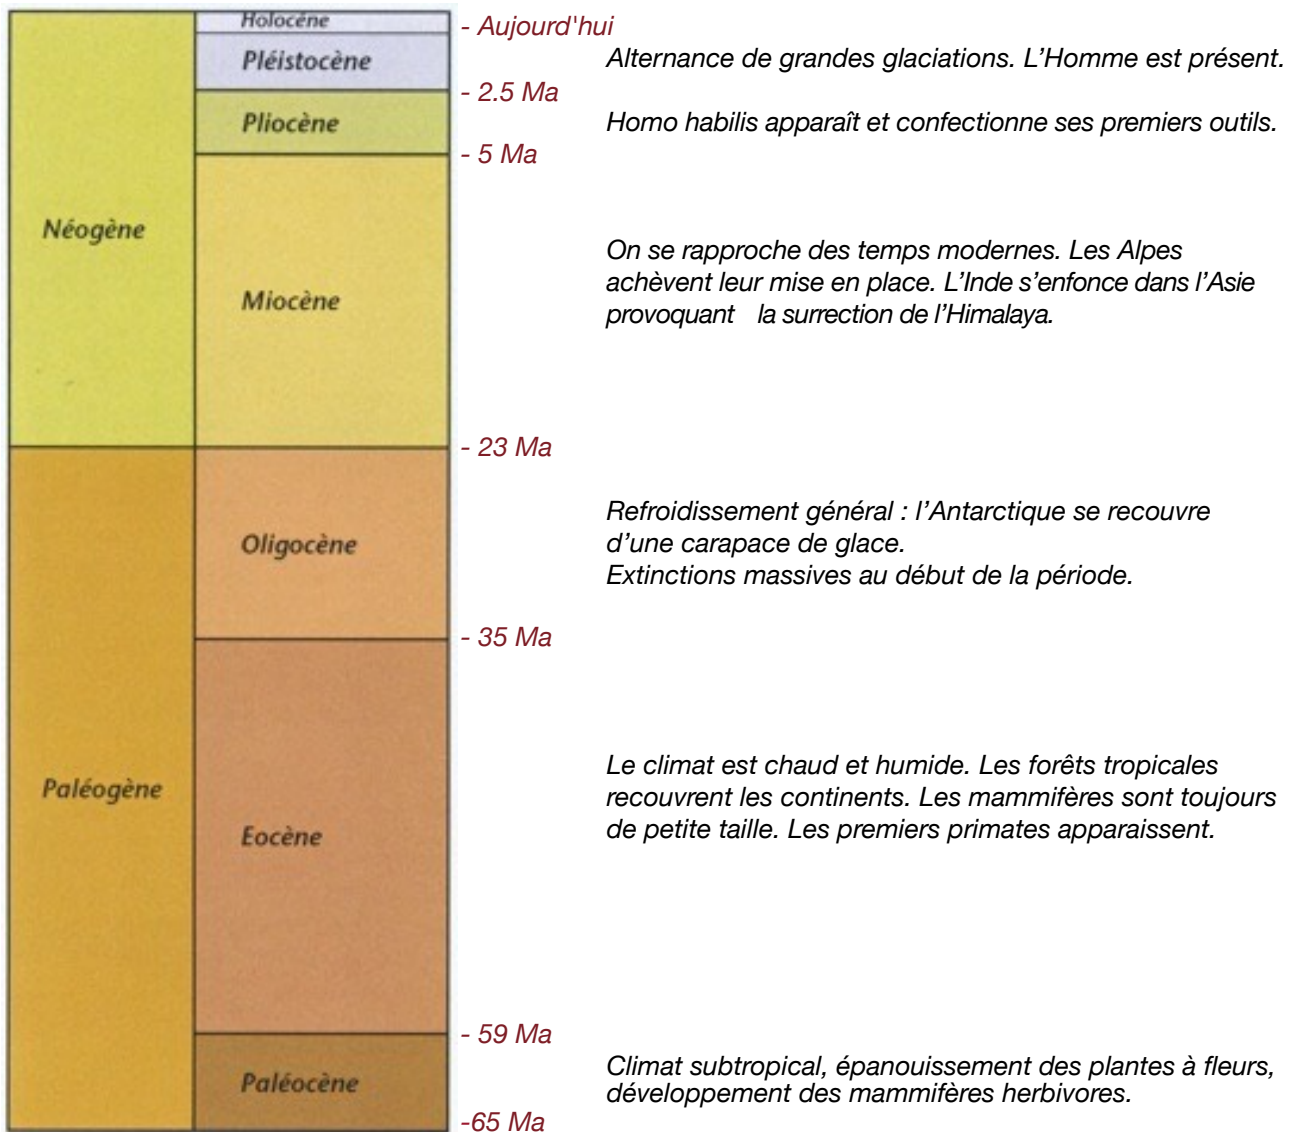 Holocène
- Aujourd'hui
Pléistocène
Alternance de grandes glaciations. L’Homme est présent.
- 2.5 Ma
Pliocène
Homo habilis apparaît et confectionne ses premiers outils.
- 5 Ma
Néogène
Miocène
On se rapproche des temps modernes. Les Alpes
achèvent leur mise en place. L’Inde s’enfonce dans l’Asie
provoquant la surrection de l’Himalaya.
- 23 Ma
Oligocène
Refroidissement général : l’Antarctique se recouvre
d’une carapace de glace.
Extinctions massives au début de la période.
- 35 Ma
Paléogène
Eocène
Le climat est chaud et humide. Les forêts tropicales
recouvrent les continents. Les mammifères sont toujours
de petite taille. Les premiers primates apparaissent.
- 59 Ma
Paléocène
Climat subtropical, épanouissement des plantes à fleurs,
développement des mammifères herbivores.
-65 Ma